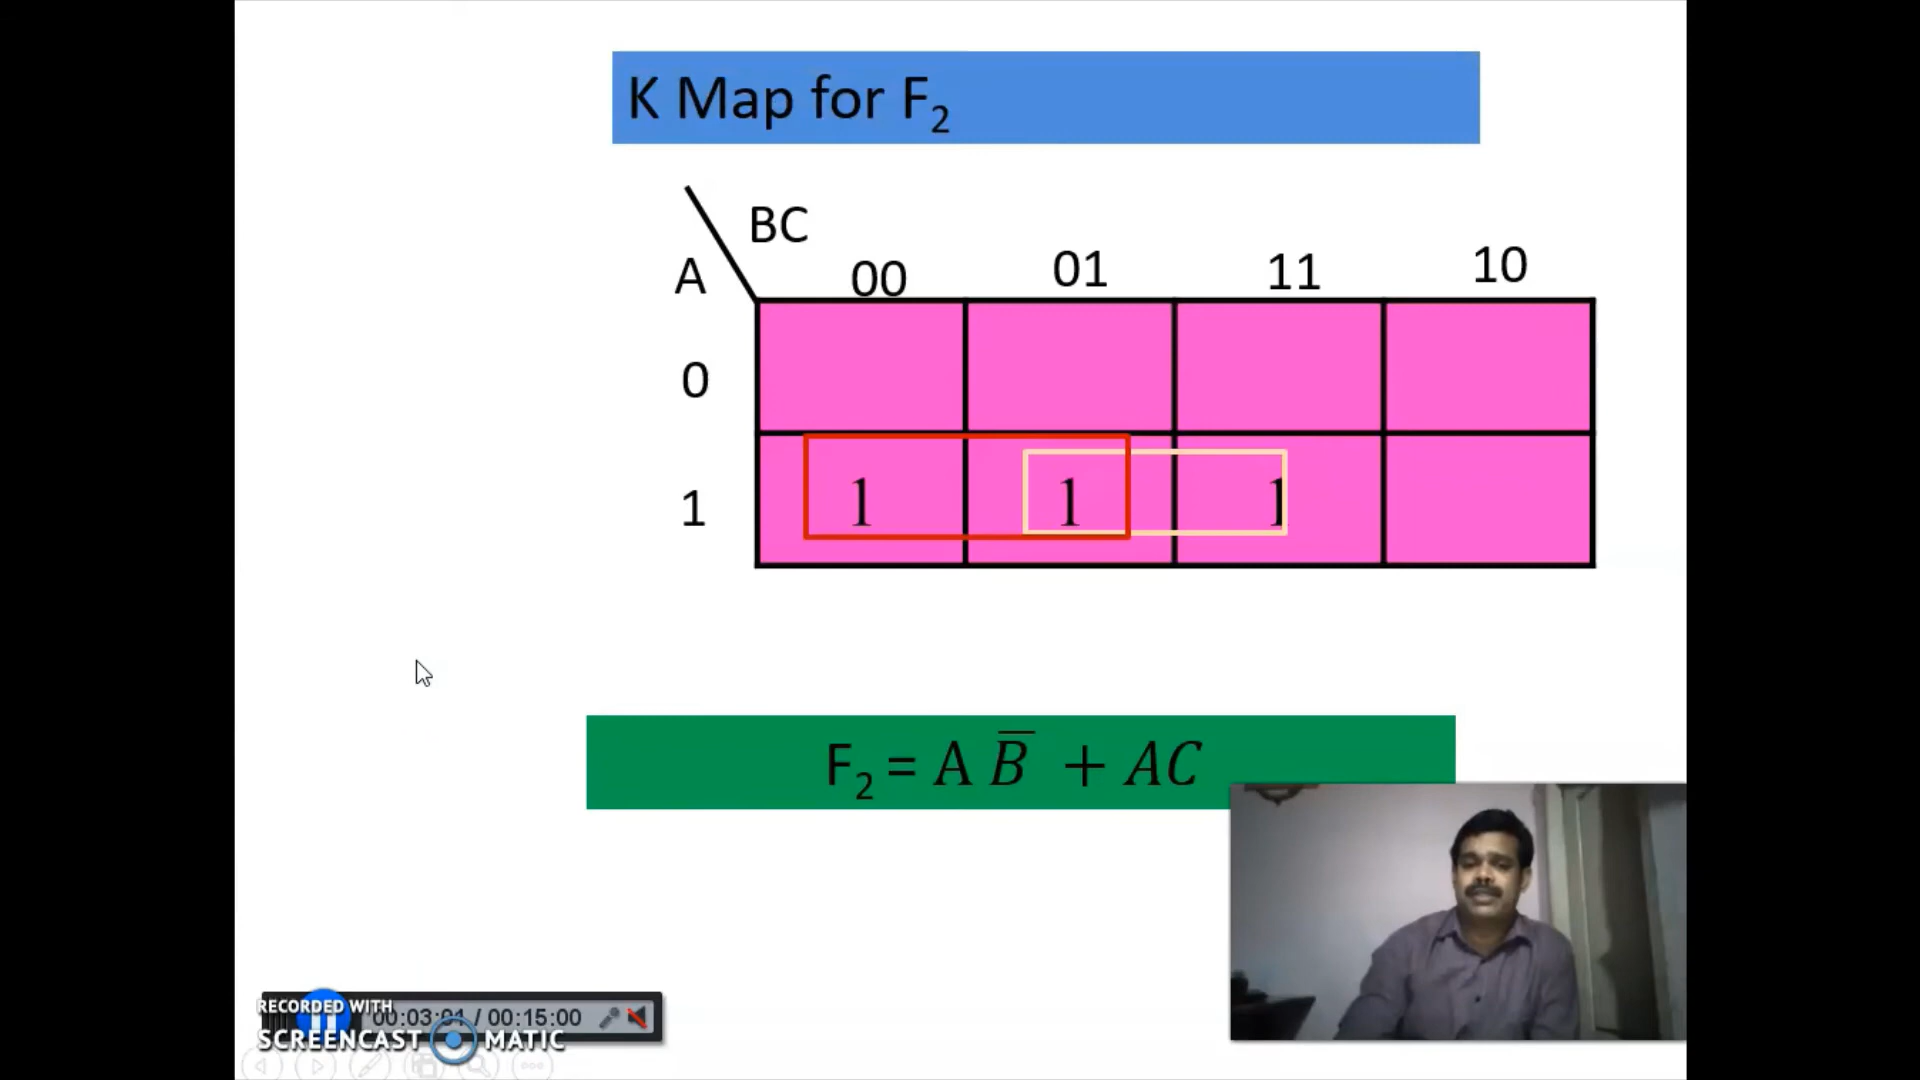 K Map for F₂
BC
A
00 01 11 10
0
1 1 1 1
F₂ = A B̅ + AC
RECORDED WITH
00:03:01 / 00:15:00
SCREENCAST MATIC